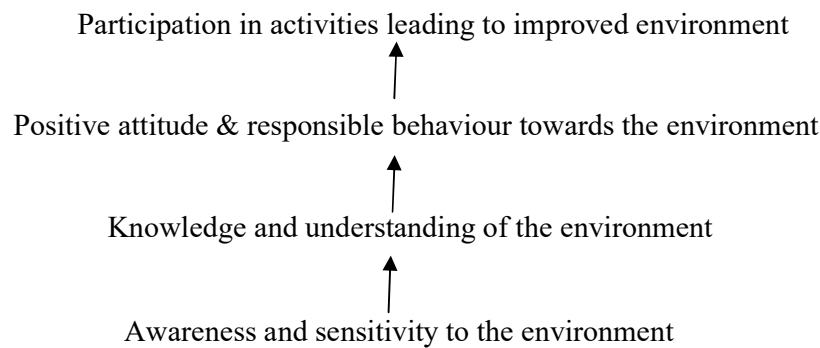 Participation in activities leading to improved environment
Positive attitude & responsible behaviour towards the environment
Knowledge and understanding of the environment
Awareness and sensitivity to the environment